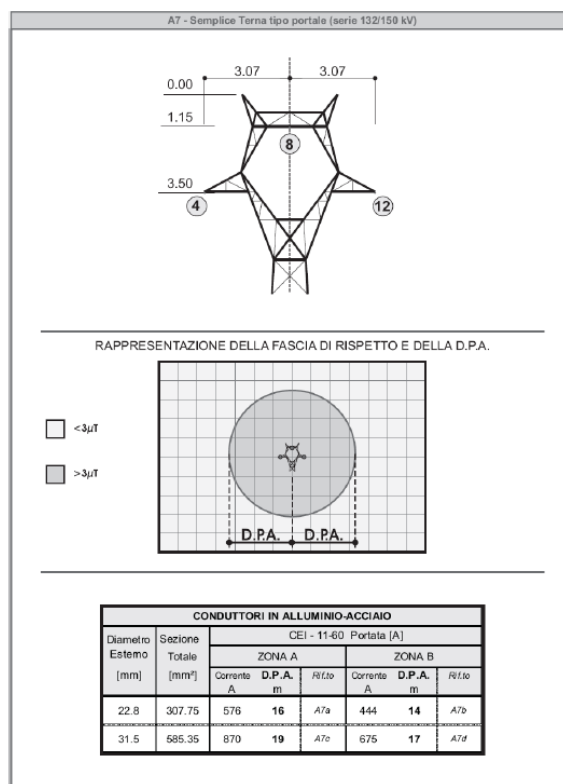 A7 - Semplice Terna tipo portale (serie 132/150 kV)
3.07 3.07
0.00
1.15
8
3.50
4 12
RAPPRESENTAZIONE DELLA FASCIA DI RISPETTO E DELLA D.P.A.
<3µT
>3µT
D.P.A. D.P.A.
CONDUTTORI IN ALLUMINIO-ACCIAIO
Diametro Esterno [mm] Sezione Totale [mm²] CEI - 11-60 Portata [A]
ZONA A ZONA B
Corrente A D.P.A. m Rif.to Corrente A D.P.A. m Rif.to
22.8 307.75 576 16 A7a 444 14 A7b
31.5 585.35 870 19 A7c 675 17 A7d